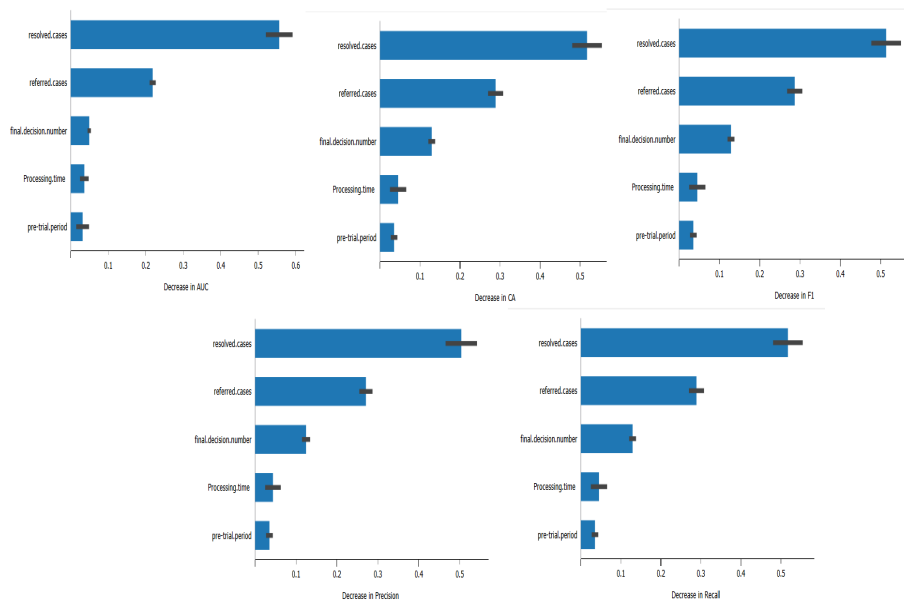 resolved.cases
referred.cases
final.decision.number
Processing.time
pre-trial.period
0.1 0.2 0.3 0.4 0.5 0.6
Decrease in AUC
resolved.cases
referred.cases
final.decision.number
Processing.time
pre-trial.period
0.1 0.2 0.3 0.4 0.5
Decrease in CA
resolved.cases
referred.cases
final.decision.number
Processing.time
pre-trial.period
0.1 0.2 0.3 0.4 0.5
Decrease in F1
resolved.cases
referred.cases
final.decision.number
Processing.time
pre-trial.period
0.1 0.2 0.3 0.4 0.5
Decrease in Precision
resolved.cases
referred.cases
final.decision.number
Processing.time
pre-trial.period
0.1 0.2 0.3 0.4 0.5
Decrease in Recall